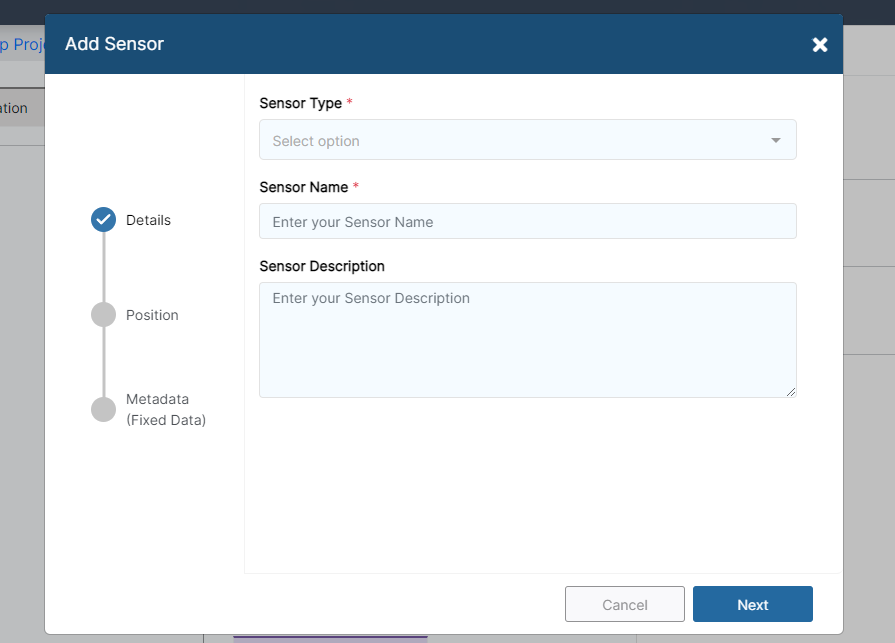 Add Sensor
p Proj
ation
Sensor Type *
Select option
Sensor Name *
Enter your Sensor Name
Details
Sensor Description
Enter your Sensor Description
Position
Metadata
(Fixed Data)
Cancel
Next